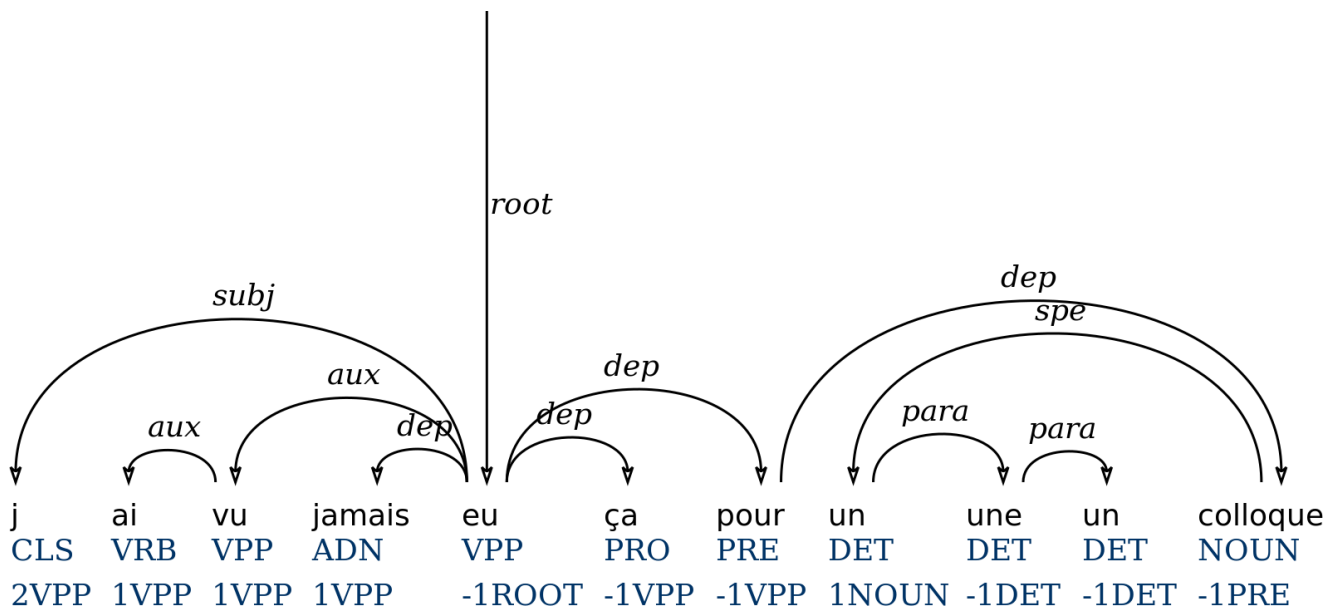 root
dep
subj
spe
aux
dep
para
aux
dep
dep
para
j ai vu jamais eu ça pour un une un colloque
CLS VRB VPP ADN VPP PRO PRE DET DET DET NOUN
2VPP 1VPP 1VPP 1VPP -1ROOT -1VPP -1VPP 1NOUN -1DET -1DET -1PRE